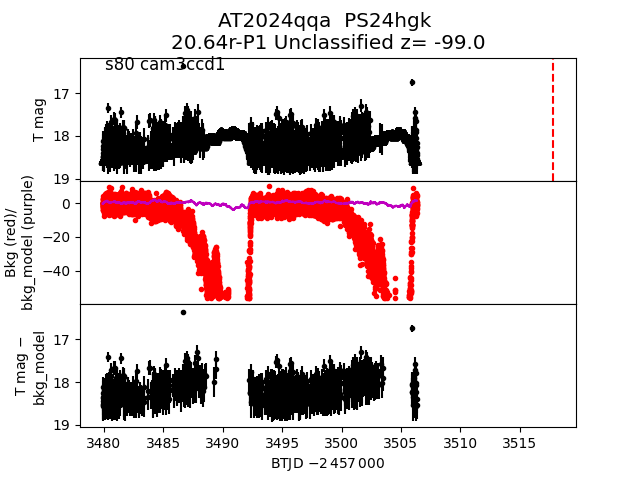 AT2024qqa  PS24hgk
20.64r-P1 Unclassified z= -99.0
s80 cam3ccd1
T mag
17
18
19
Bkg (red)/
bkg_model (purple)
0
−20
−40
T mag −
bkg_model
17
18
19
3480 3485 3490 3495 3500 3505 3510 3515
BTJD −2 457 000